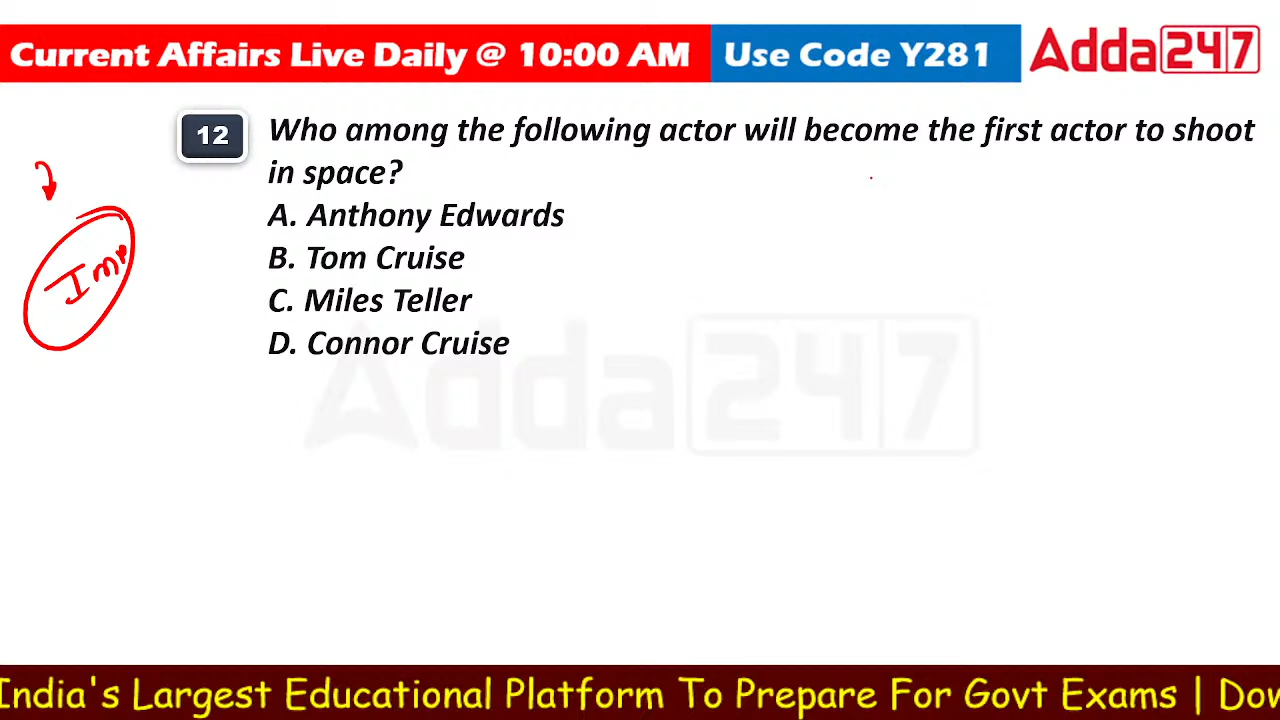 Current Affairs Live Daily @ 10:00 AM Use Code Y281 Adda247
12 Who among the following actor will become the first actor to shoot
in space?
A. Anthony Edwards
Imp
B. Tom Cruise
C. Miles Teller
D. Connor Cruise
Adda247
India's Largest Educational Platform To Prepare For Govt Exams |